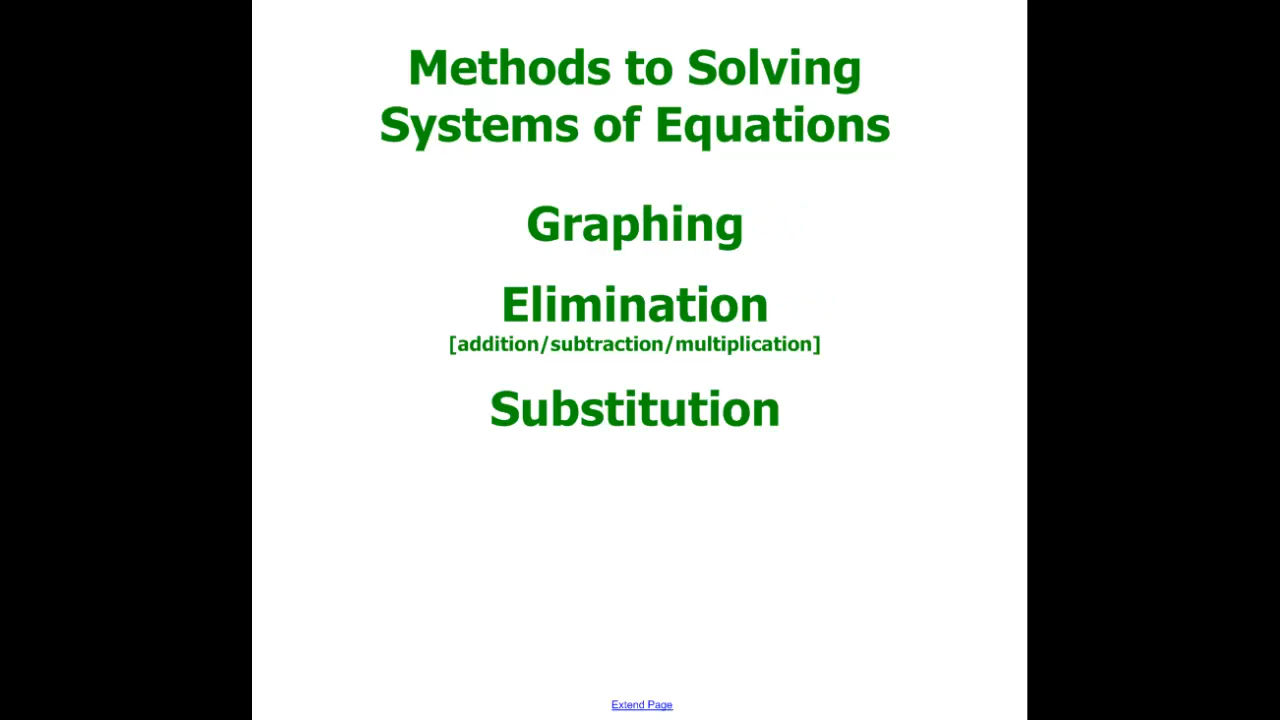 Methods to Solving
Systems of Equations
Graphing
Elimination
[addition/subtraction/multiplication]
Substitution
Extend Page